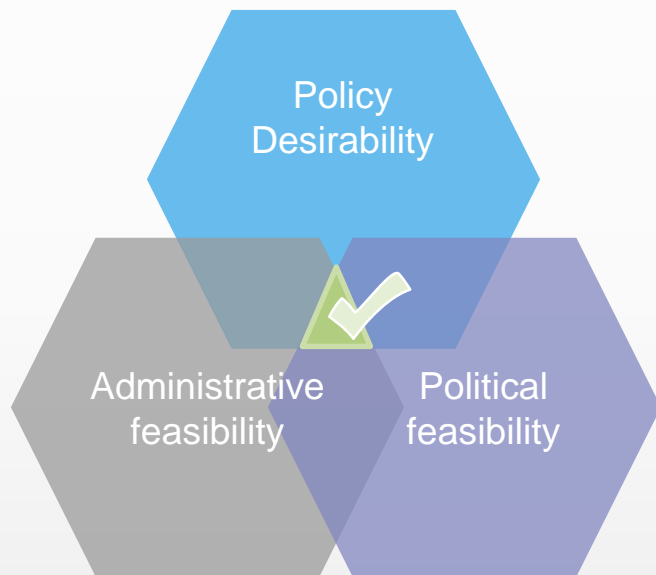 Policy
Desirability
Administrative
feasibility
Political
feasibility